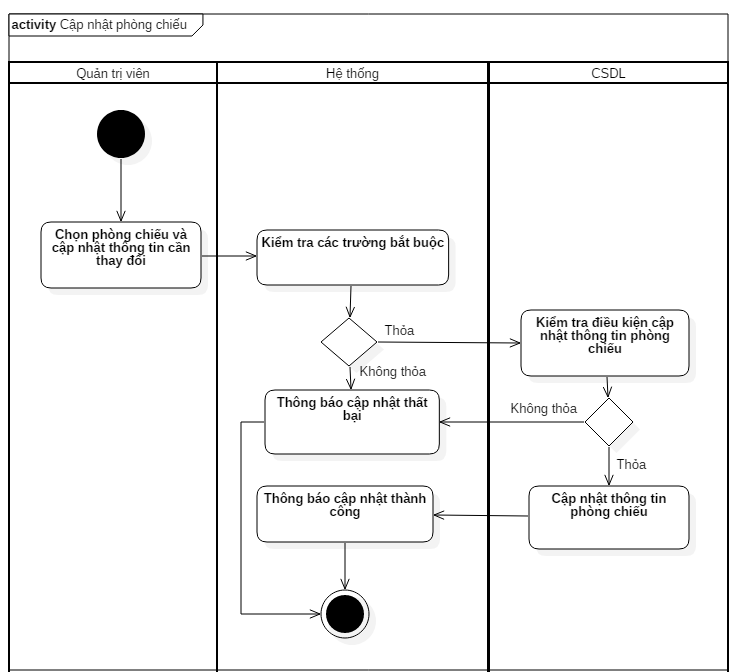 activity Cập nhật phòng chiếu
Quản trị viên
Hệ thống
CSDL
Chọn phòng chiếu và
cập nhật thông tin cần
thay đổi
Kiểm tra các trường bắt buộc
Thỏa
Không thỏa
Kiểm tra điều kiện cập
nhật thông tin phòng
chiếu
Không thỏa
Thỏa
Thông báo cập nhật thất
bại
Cập nhật thông tin
phòng chiếu
Thông báo cập nhật thành
công